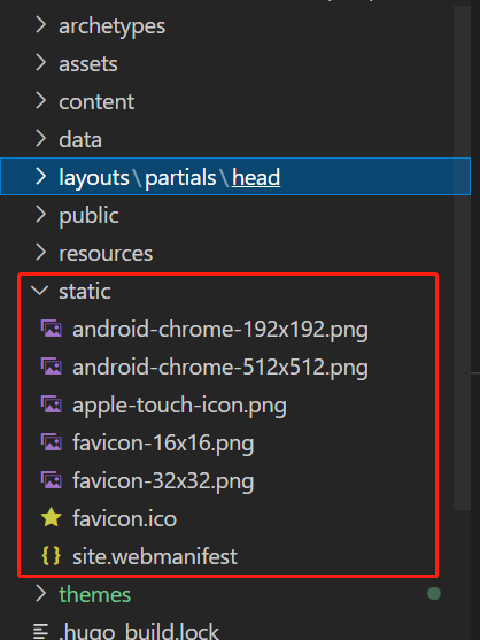 archetypes
assets
content
data
layouts\partials\head
public
resources
static
android-chrome-192x192.png
android-chrome-512x512.png
apple-touch-icon.png
favicon-16x16.png
favicon-32x32.png
favicon.ico
{} site.webmanifest
themes
.hugo_build.lock